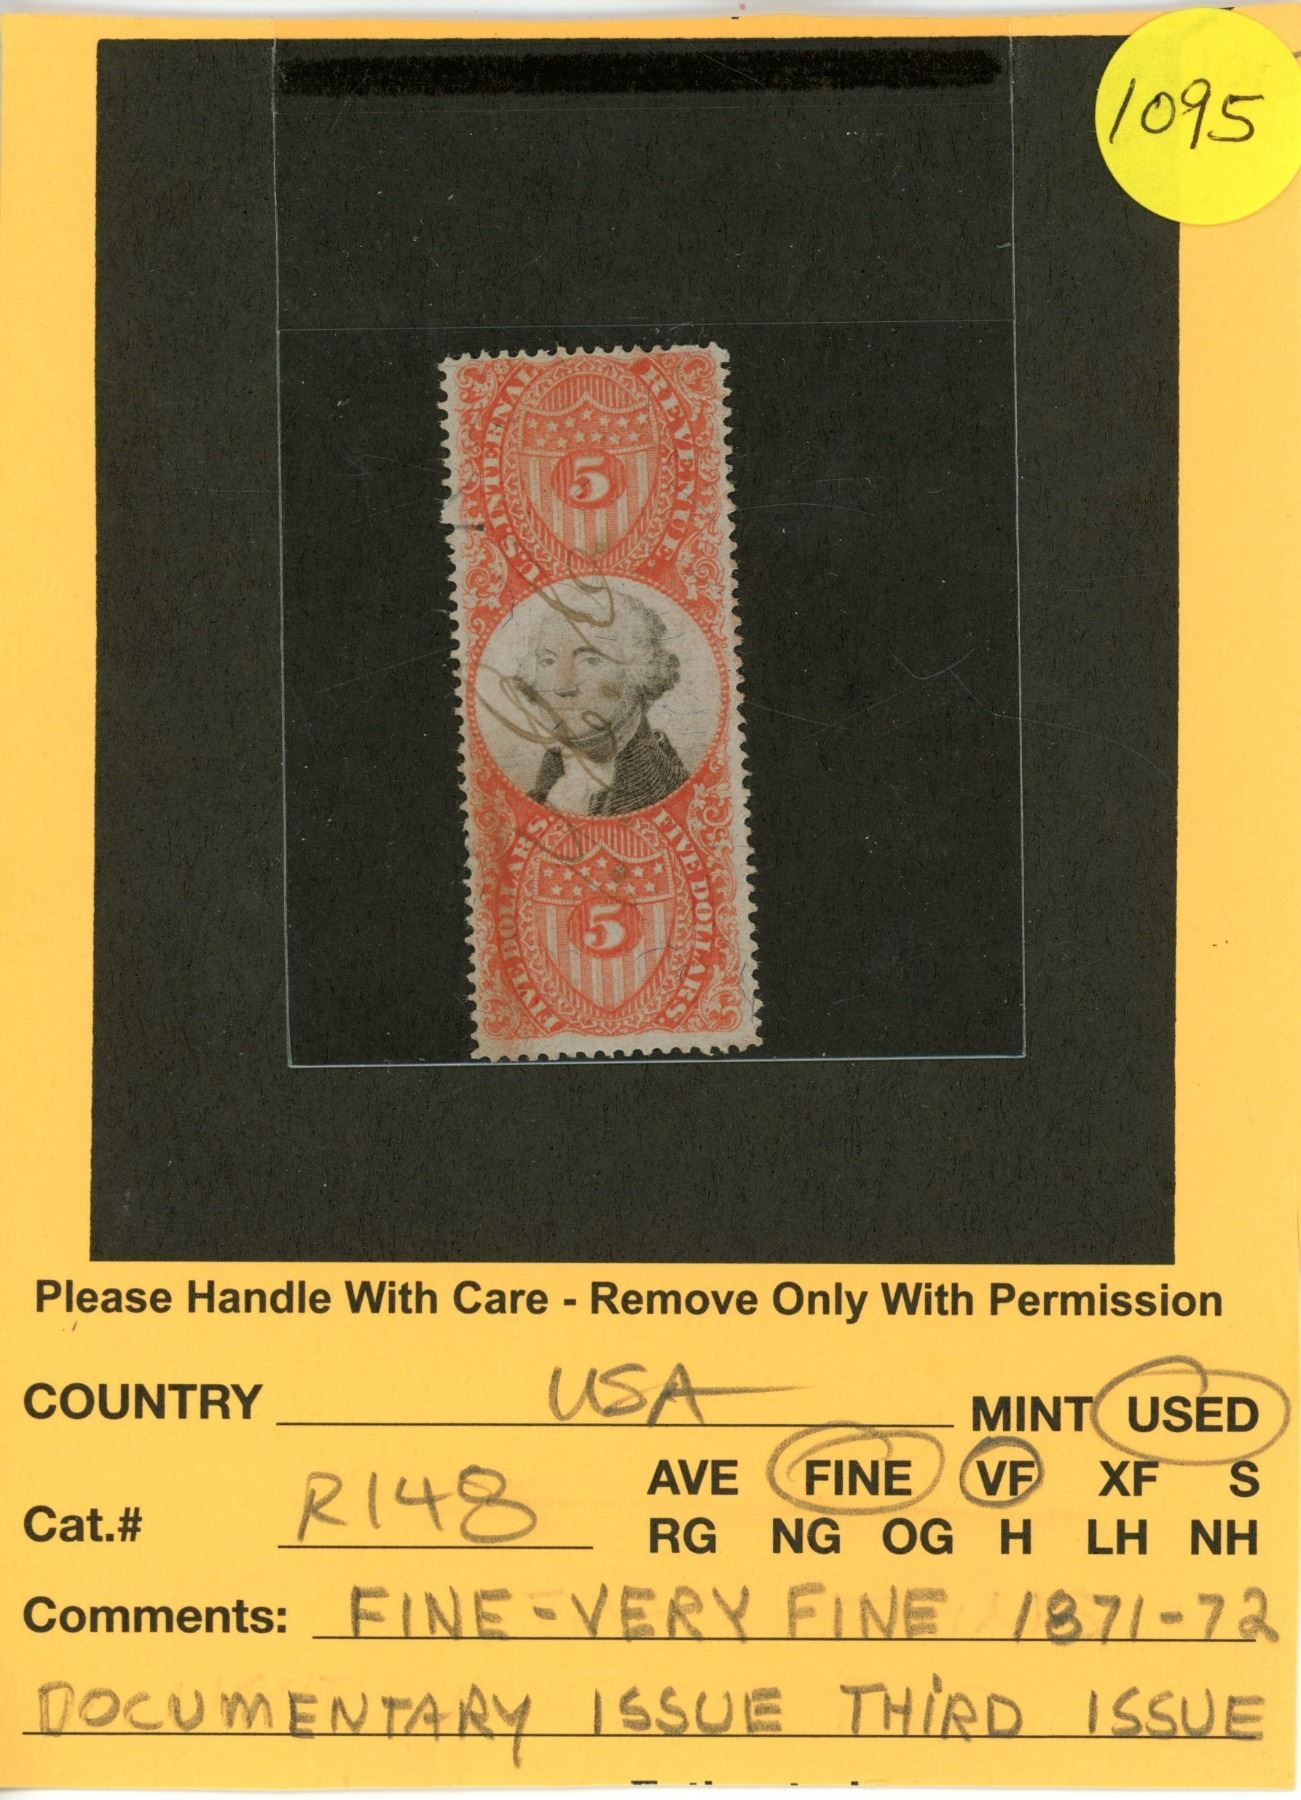 1095
U.S. INTERNAL REVENUE.
5
5
FIVE DOLLARS. FIVE DOLLARS.
Please Handle With Care - Remove Only With Permission
COUNTRY USA MINT USED
AVE FINE VF XF S
Cat.# R148
RG NG OG H LH NH
Comments: FINE-VERY FINE 1871-72
DOCUMENTARY ISSUE THIRD ISSUE